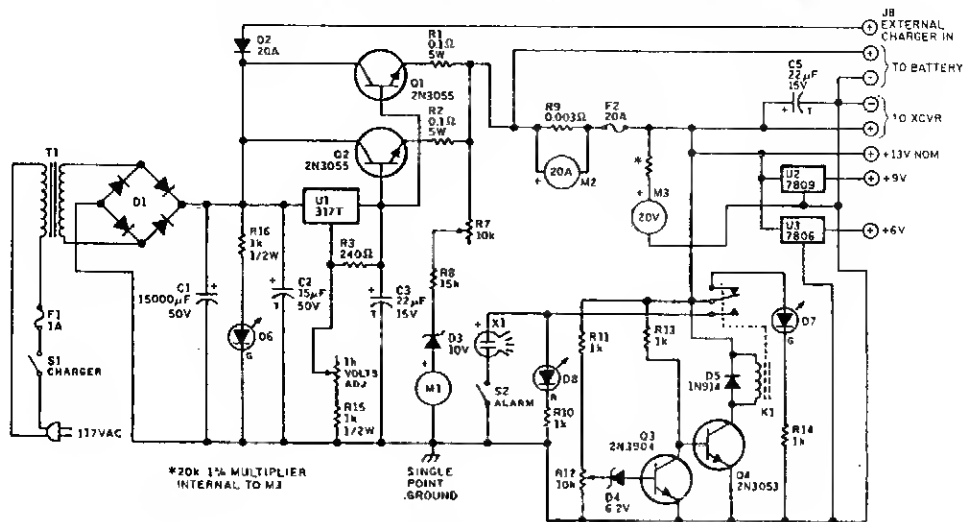 J8
EXTERNAL
CHARGER IN
D2
20A
R1
0.1Ω
5W
Q1
2N3055
R2
0.1Ω
5W
Q2
2N3055
C5
22µF
15V
+
T
TO BATTERY
TO XCVR
+13V NOM
+9V
+6V
R9
0.003Ω
F2
20A
20A
+
M2
*
+
M3
20V
U2
7809
U3
7806
T1
D1
U1
317T
R3
240Ω
R16
1k
1/2W
R7
10k
R8
15k
C1
+
15000µF
50V
+
C2
15µF
50V
T
+
C3
22µF
15V
T
D3
10V
+
M1
+
X1
S2
ALARM
D6
G
D7
G
D8
R
R10
1k
R11
1k
R13
1k
D5
1N914
K1
R14
1k
F1
1A
S1
CHARGER
117VAC
1k
VOLTS
ADJ
R15
1k
1/2W
Q3
2N3904
Q4
2N3053
R12
10k
D4
6.2V
*20k 1% MULTIPLIER
INTERNAL TO M3
SINGLE
POINT
GROUND